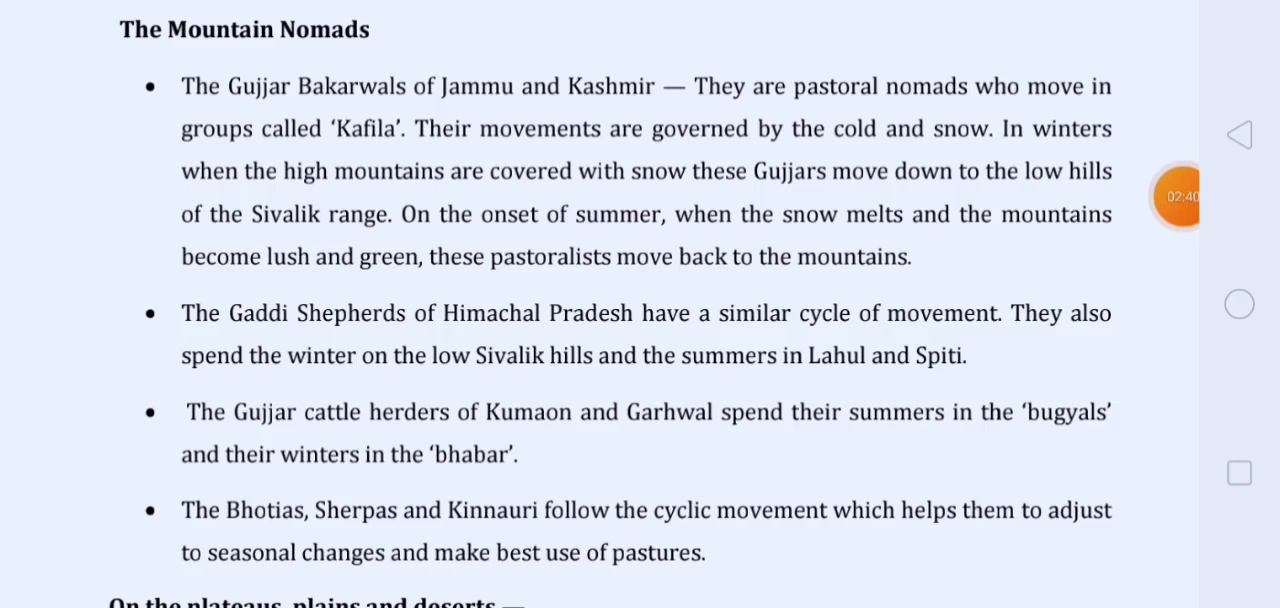 The Mountain Nomads
• The Gujjar Bakarwals of Jammu and Kashmir — They are pastoral nomads who move in
groups called ‘Kafila’. Their movements are governed by the cold and snow. In winters
when the high mountains are covered with snow these Gujjars move down to the low hills
of the Sivalik range. On the onset of summer, when the snow melts and the mountains
become lush and green, these pastoralists move back to the mountains.
• The Gaddi Shepherds of Himachal Pradesh have a similar cycle of movement. They also
spend the winter on the low Sivalik hills and the summers in Lahul and Spiti.
• The Gujjar cattle herders of Kumaon and Garhwal spend their summers in the ‘bugyals’
and their winters in the ‘bhabar’.
• The Bhotias, Sherpas and Kinnauri follow the cyclic movement which helps them to adjust
to seasonal changes and make best use of pastures.
On the plateaus, plains and deserts —
02:40